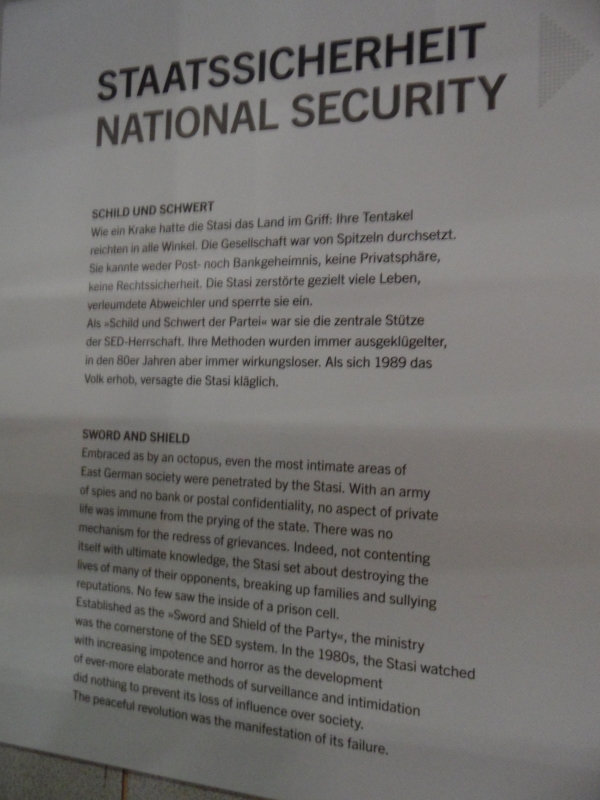 STAATSSICHERHEIT
NATIONAL SECURITY
SCHILD UND SCHWERT
Wie ein Krake hatte die Stasi das Land im Griff: Ihre Tentakel
reichten in alle Winkel. Die Gesellschaft war von Spitzeln durchsetzt.
Sie kannte weder Post- noch Bankgeheimnis, keine Privatsphäre,
keine Rechtssicherheit. Die Stasi zerstörte gezielt viele Leben,
verleumdete Abweichler und sperrte sie ein.
Als »Schild und Schwert der Partei« war sie die zentrale Stütze
der SED-Herrschaft. Ihre Methoden wurden immer ausgeklügelter,
in den 80er Jahren aber immer wirkungsloser. Als sich 1989 das
Volk erhob, versagte die Stasi kläglich.
SWORD AND SHIELD
Embraced as by an octopus, even the most intimate areas of
East German society were penetrated by the Stasi. With an army
of spies and no bank or postal confidentiality, no aspect of private
life was immune from the prying of the state. There was no
mechanism for the redress of grievances. Indeed, not contenting
itself with ultimate knowledge, the Stasi set about destroying the
lives of many of their opponents, breaking up families and sullying
reputations. No few saw the inside of a prison cell.
Established as the »Sword and Shield of the Party«, the ministry
was the cornerstone of the SED system. In the 1980s, the Stasi watched
with increasing impotence and horror as the development
of ever-more elaborate methods of surveillance and intimidation
did nothing to prevent its loss of influence over society.
The peaceful revolution was the manifestation of its failure.